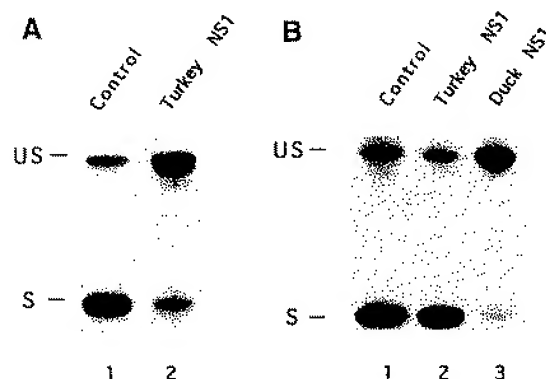 A
Control
Turkey NS1
US
S
1 2
B
Control
Turkey NS1
Duck NS1
US
S
1 2 3